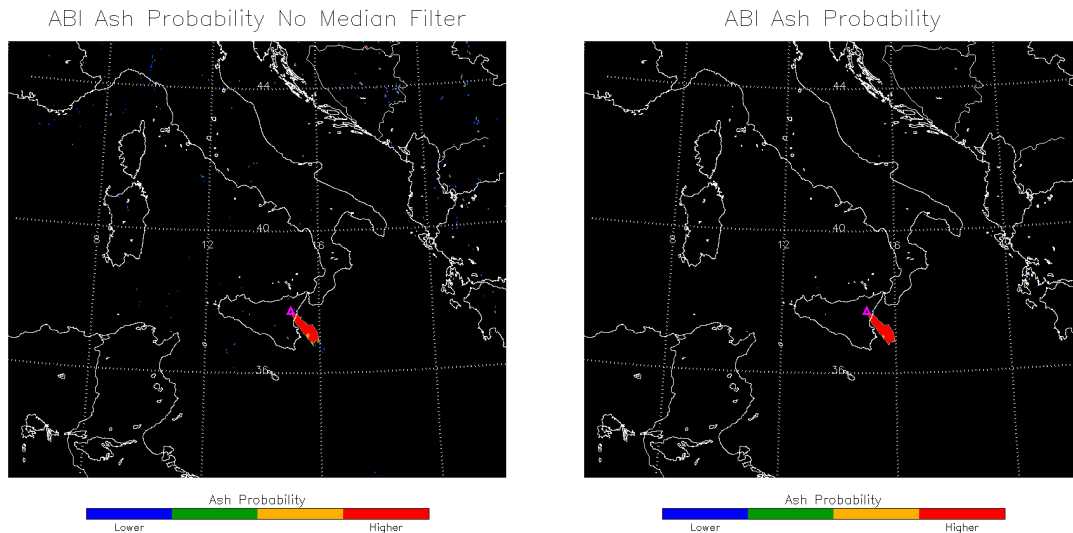 ABI Ash Probability No Median Filter
ABI Ash Probability
44
44
40
40
8
12
16
8
12
16
36
36
Ash Probability
Ash Probability
Lower
Higher
Lower
Higher